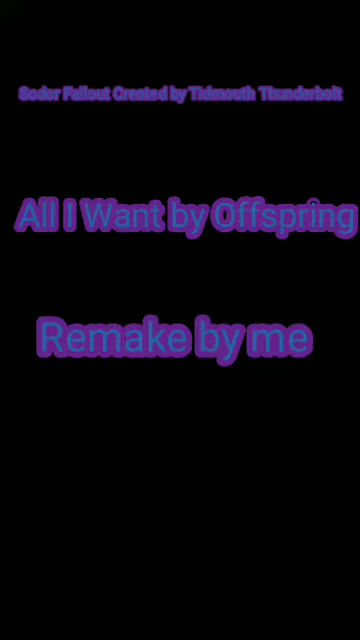 Sodor Fallout Created by Tidmouth Thunderbolt
All I Want by Offspring
Remake by me